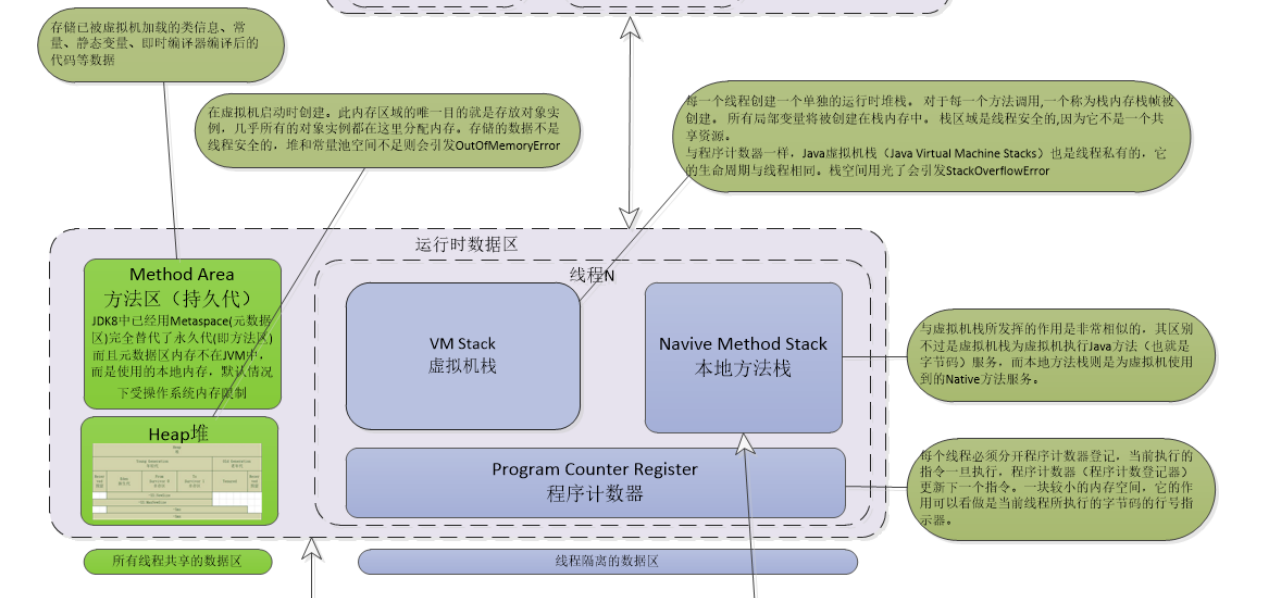 存储已被虚拟机加载的类信息、常
量、静态变量、即时编译器编译后的
代码等数据
在虚拟机启动时创建。此内存区域的唯一目的就是存放对象实
例，几乎所有的对象实例都在这里分配内存。存储的数据不是
线程安全的，堆和常量池空间不足则会引发OutOfMemoryError
每一个线程创建一个单独的运行时堆栈。 对于每一个方法调用,一个称为栈内存栈帧被
创建。 所有局部变量将被创建在栈内存中。 栈区域是线程安全的,因为它不是一个共
享资源。
与程序计数器一样，Java虚拟机栈（Java Virtual Machine Stacks）也是线程私有的，它
的生命周期与线程相同。栈空间用光了会引发StackOverflowError
运行时数据区
Method Area
方法区（持久代）
JDK8中已经用Metaspace(元数据
区)完全替代了永久代(即方法区)
而且元数据区内存不在JVM中，
而是使用的本地内存，默认情况
下受操作系统内存限制
Heap堆
线程N
VM Stack
虚拟机栈
Navive Method Stack
本地方法栈
Program Counter Register
程序计数器
与虚拟机栈所发挥的作用是非常相似的，其区别
不过是虚拟机栈为虚拟机执行Java方法（也就是
字节码）服务，而本地方法栈则是为虚拟机使用
到的Native方法服务。
每个线程必须分开程序计数器登记，当前执行的
指令一旦执行，程序计数器（程序计数登记器）
更新下一个指令。一块较小的内存空间，它的作
用可以看做是当前线程所执行的字节码的行号指
示器。
所有线程共享的数据区
线程隔离的数据区